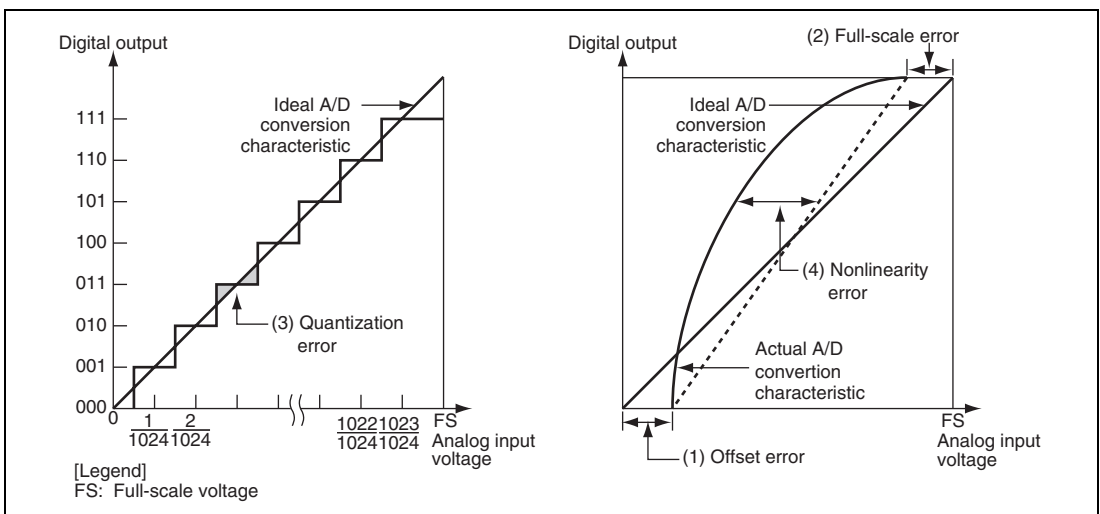 Digital output
Ideal A/D
conversion
characteristic
111
110
101
100
011
010
001
000
(3) Quantization
error
0
1
1024
2
1024
1022
1024
1023
1024
FS
Analog input
voltage
[Legend]
FS: Full-scale voltage
Digital output
(2) Full-scale error
Ideal A/D
conversion
characteristic
(4) Nonlinearity
error
Actual A/D
convertion
characteristic
FS
Analog input
voltage
(1) Offset error